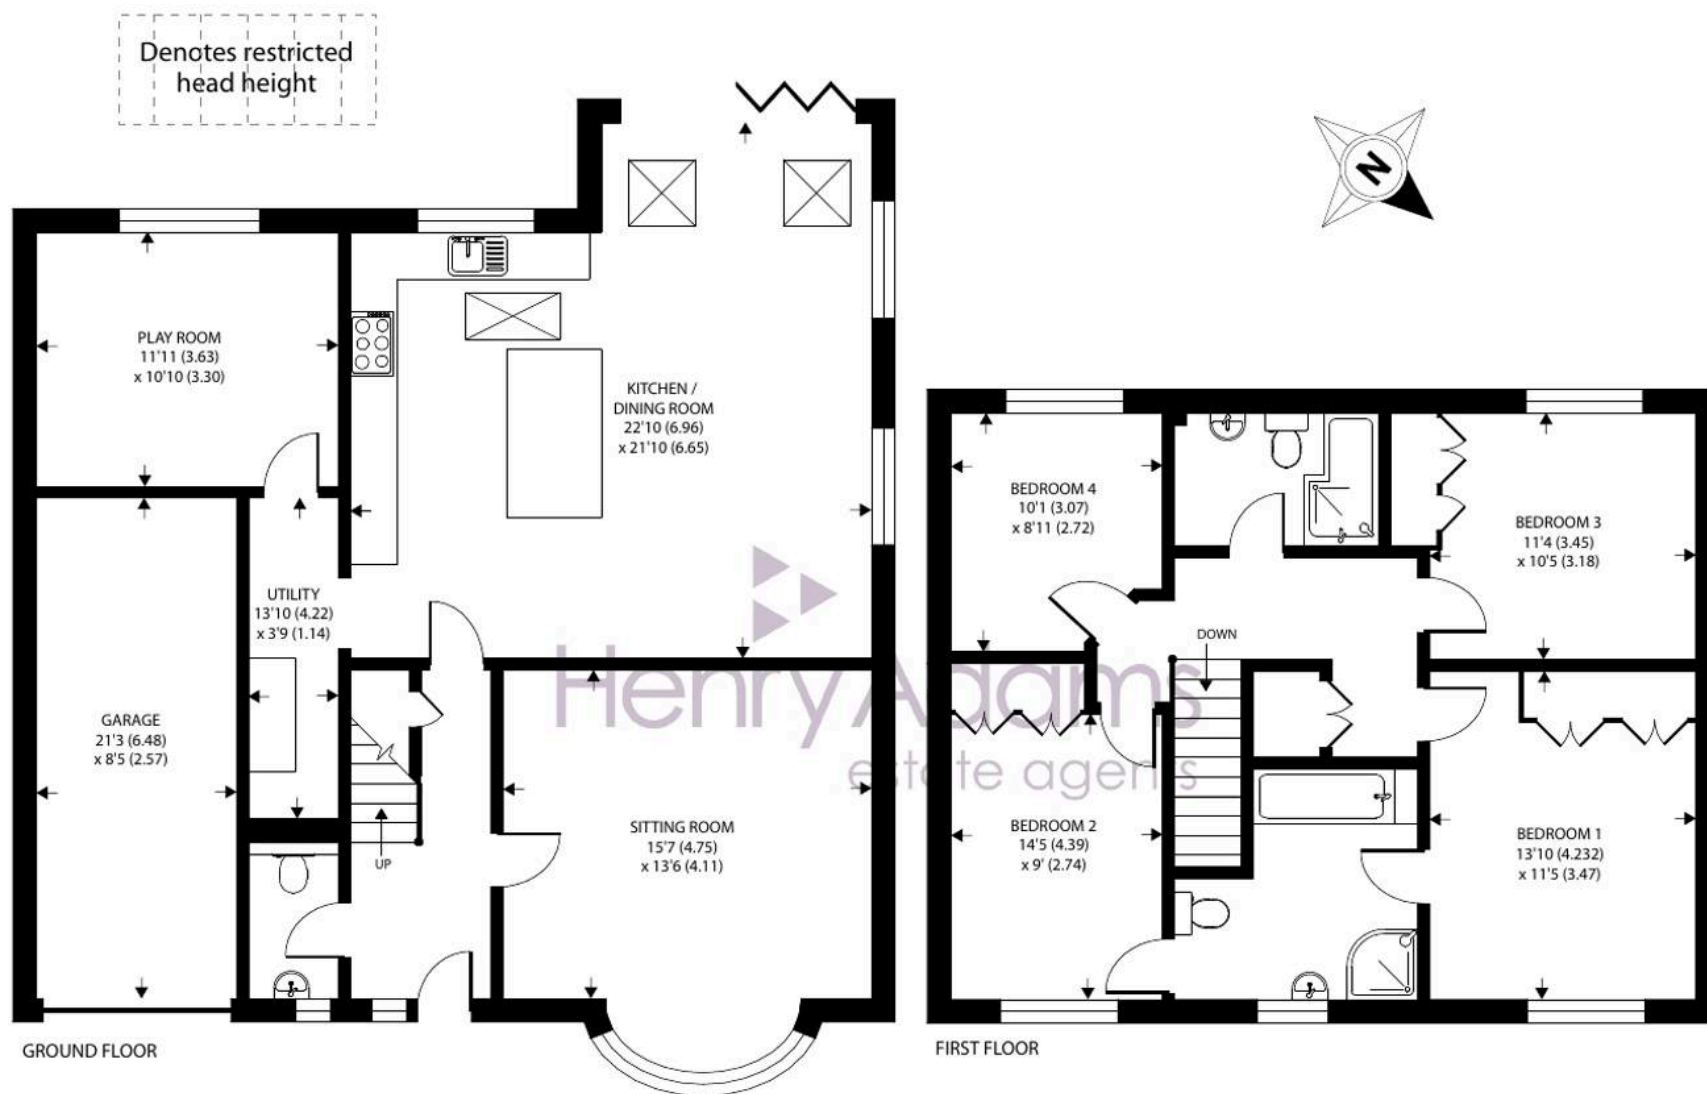 Denotes restricted
head height
N
PLAY ROOM
11'11 (3.63)
x 10'10 (3.30)
KITCHEN /
DINING ROOM
22'10 (6.96)
x 21'10 (6.65)
UTILITY
13'10 (4.22)
x 3'9 (1.14)
GARAGE
21'3 (6.48)
x 8'5 (2.57)
UP
SITTING ROOM
15'7 (4.75)
x 13'6 (4.11)
GROUND FLOOR
Henry Adams
estate agents
BEDROOM 4
10'1 (3.07)
x 8'11 (2.72)
BEDROOM 3
11'4 (3.45)
x 10'5 (3.18)
DOWN
BEDROOM 2
14'5 (4.39)
x 9' (2.74)
BEDROOM 1
13'10 (4.232)
x 11'5 (3.47)
FIRST FLOOR